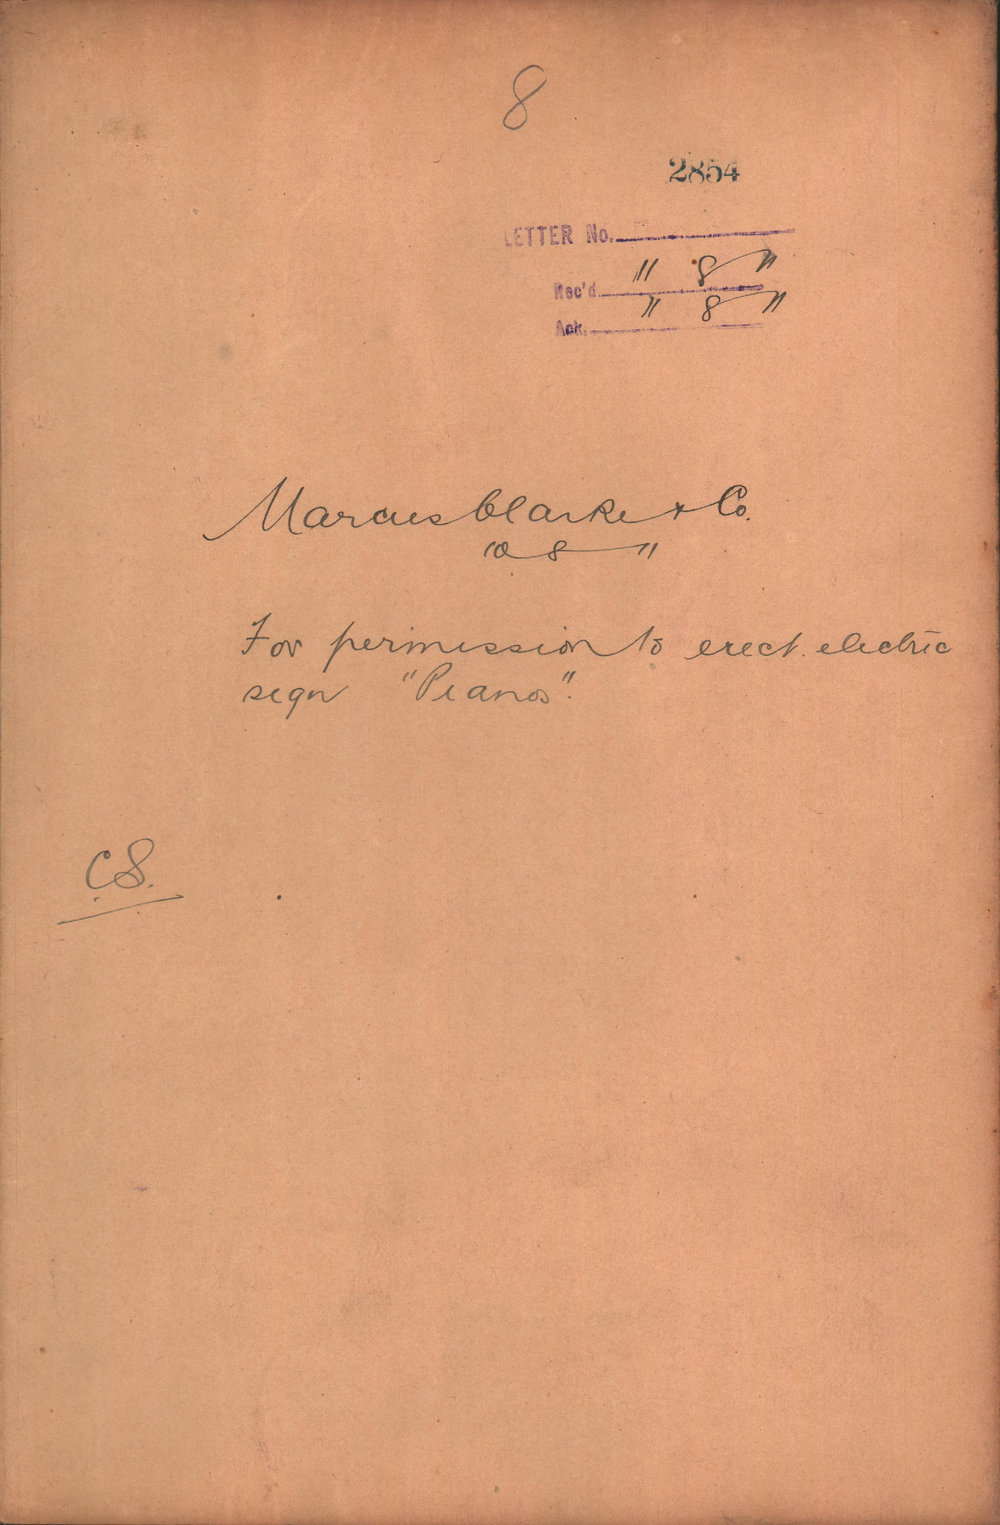 8
2854
LETTER No.
Rec'd 11 8 11
Ack. 11 8 11
Marcus Clarke & Co.
10 8 11
For permission to erect electric
sign "Pianos".
C.S.